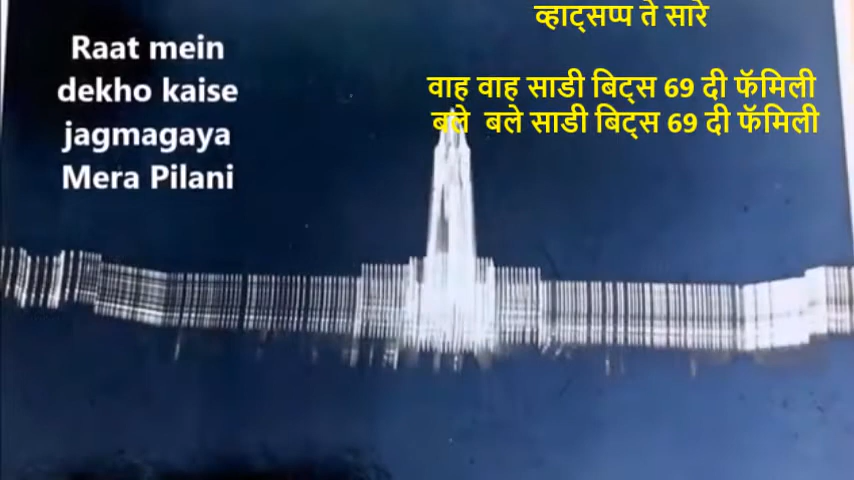 व्हाट्सप्प ते सारे
Raat mein
dekho kaise
jagmagaya
Mera Pilani
वाह वाह साडी बिट्स 69 दी फॅमिली
बले बले साडी बिट्स 69 दी फॅमिली